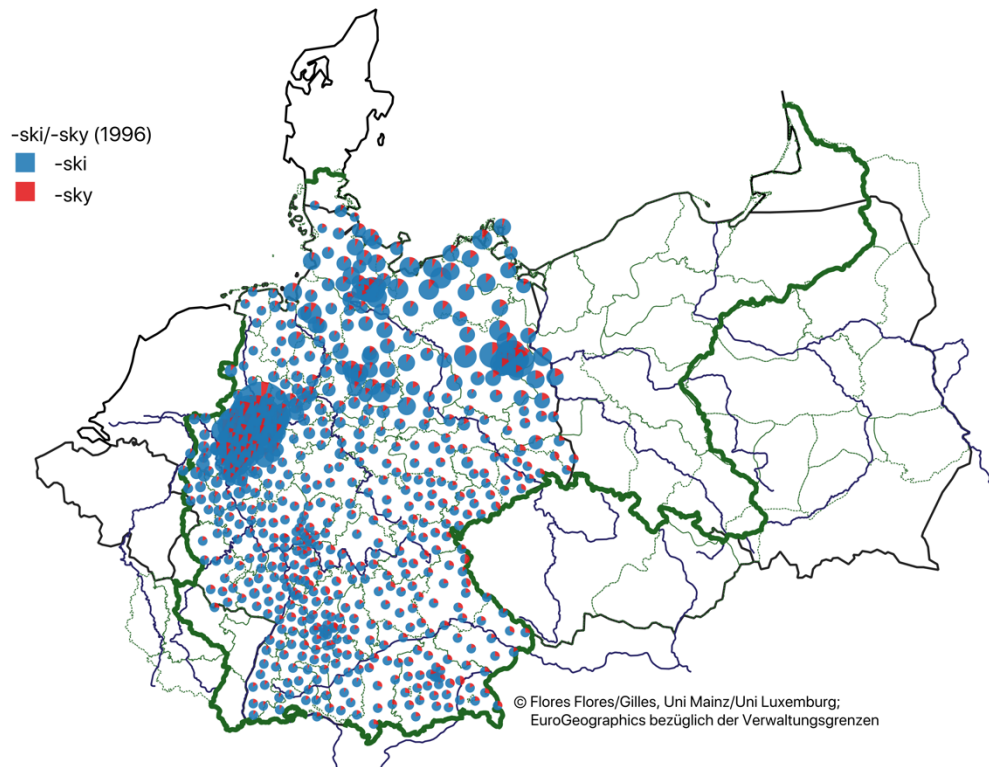 -ski/-sky (1996)
-ski
-sky
© Flores Flores/Gilles, Uni Mainz/Uni Luxemburg;
EuroGeographics bezüglich der Verwaltungsgrenzen